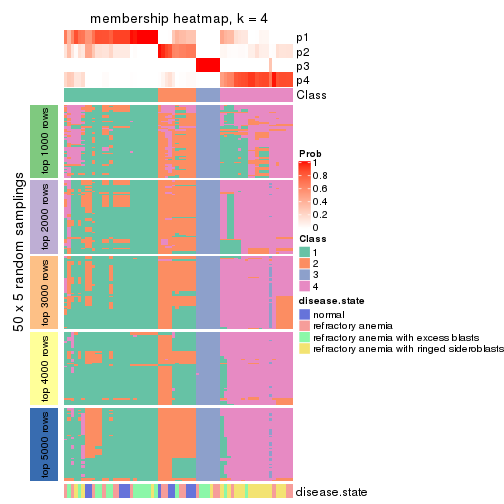 membership heatmap, k = 4
p1
p2
p3
p4
Class
50 x 5 random samplings
top 1000 rows
top 2000 rows
top 3000 rows
top 4000 rows
top 5000 rows
Prob
1
0.8
0.6
0.4
0.2
0
Class
1
2
3
4
disease.state
normal
refractory anemia
refractory anemia with excess blasts
refractory anemia with ringed sideroblasts
disease.state